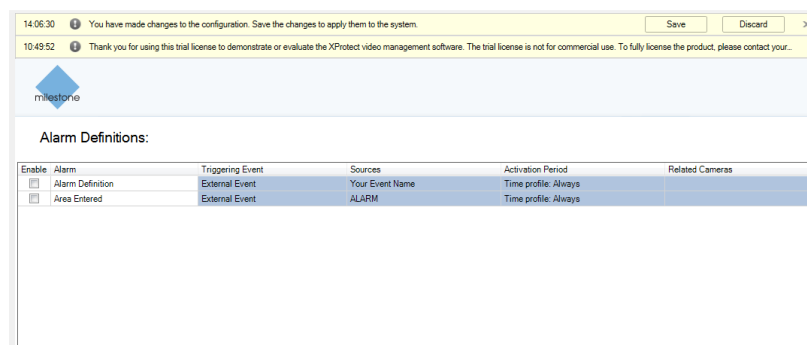 14:06:30 You have made changes to the configuration. Save the changes to apply them to the system. Save Discard
10:49:52 Thank you for using this trial license to demonstrate or evaluate the XProtect video management software. The trial license is not for commercial use. To fully license the product, please contact your...
milestone
Alarm Definitions:
Enable Alarm Triggering Event Sources Activation Period Related Cameras
Alarm Definition External Event Your Event Name Time profile: Always
Area Entered External Event ALARM Time profile: Always